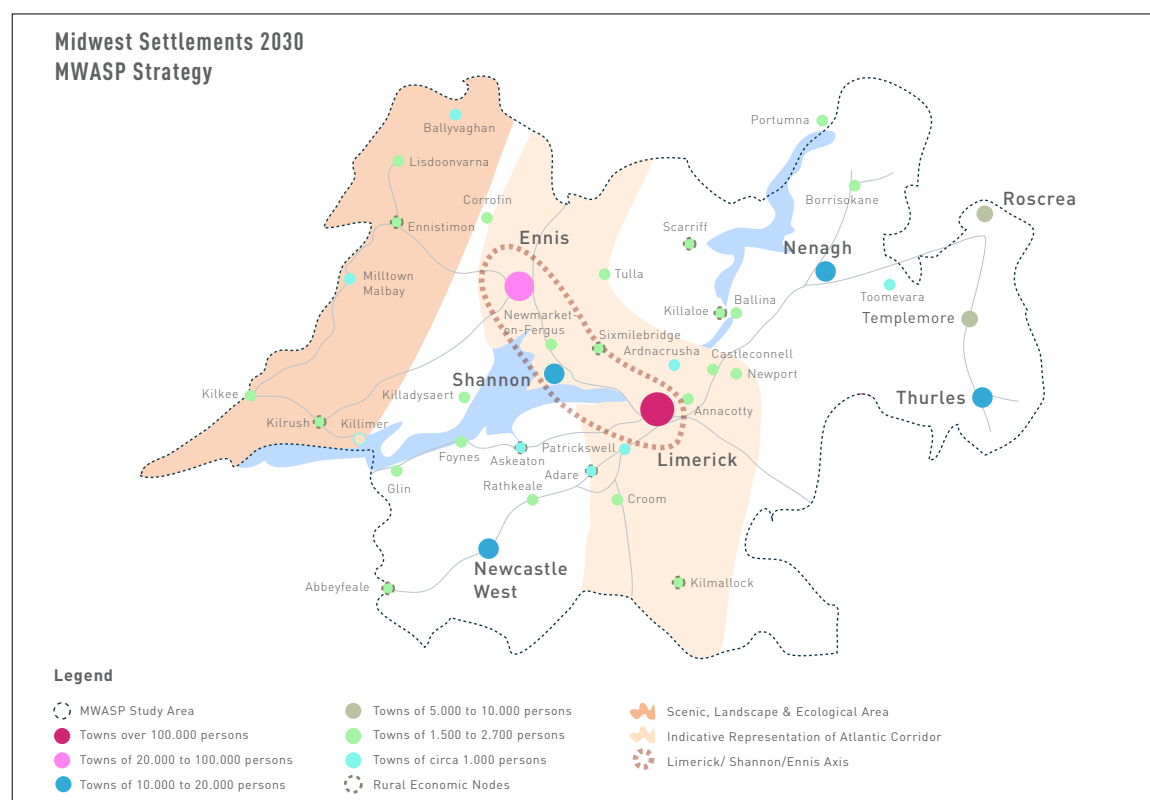 Midwest Settlements 2030
MWASP Strategy
Ballyvaghan
Portumna
Lisdoonvarna
Corrofin
Borrisokane
Roscrea
Ennistimon
Scarriff
Ennis
Nenagh
Milltown
Malbay
Tulla
Toomevara
Newmarket-
on-Fergus
Killaloe
Ballina
Templemore
Sixmilebridge
Ardnacrusha
Castleconnell
Newport
Shannon
Kilkee
Killadysaert
Thurles
Annacotty
Kilrush
Killimer
Foynes
Askeaton
Patrickswell
Limerick
Glin
Adare
Rathkeale
Croom
Newcastle
West
Abbeyfeale
Kilmallock
Legend
MWASP Study Area
Towns over 100.000 persons
Towns of 20.000 to 100.000 persons
Towns of 10.000 to 20.000 persons
Towns of 5.000 to 10.000 persons
Towns of 1.500 to 2.700 persons
Towns of circa 1.000 persons
Rural Economic Nodes
Scenic, Landscape & Ecological Area
Indicative Representation of Atlantic Corridor
Limerick/ Shannon/Ennis Axis